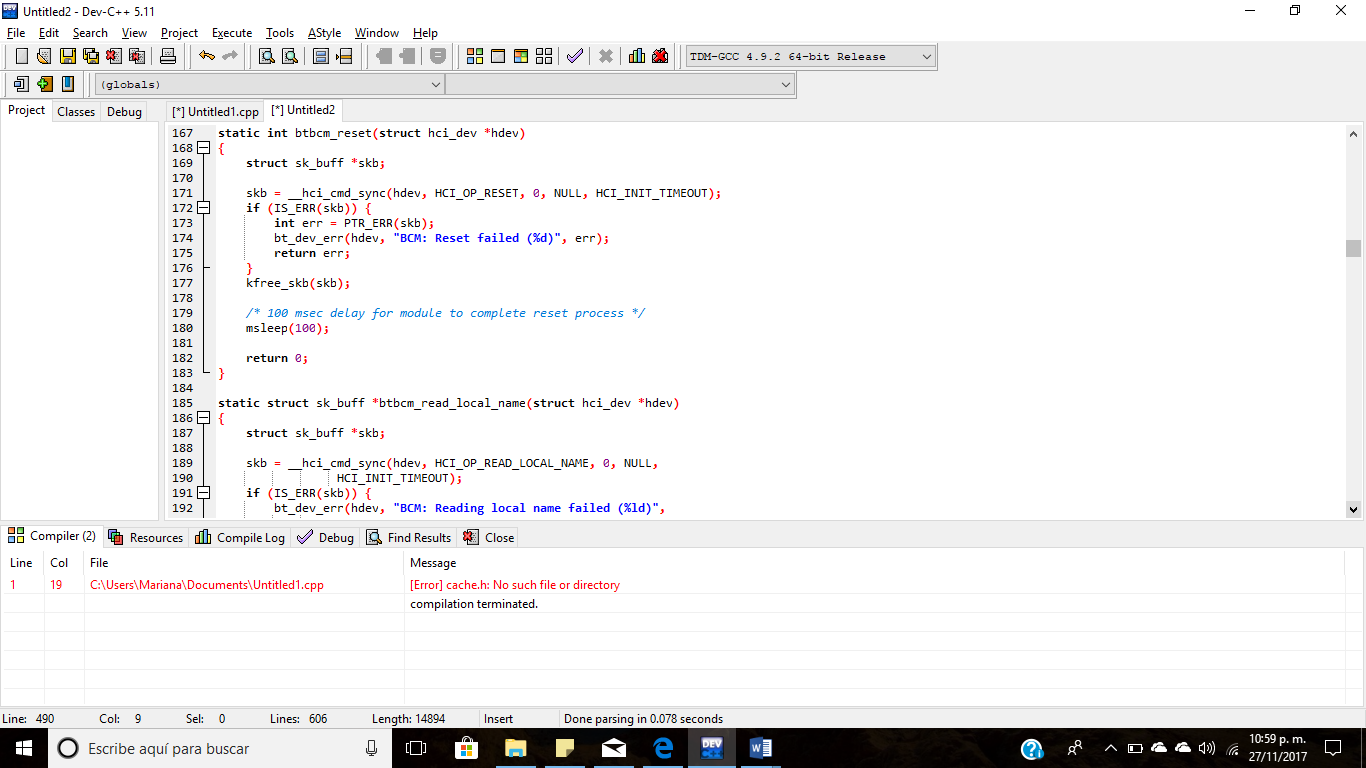 Untitled2 - Dev-C++ 5.11
File Edit Search View Project Execute Tools AStyle Window Help
TDM-GCC 4.9.2 64-bit Release
(globals)
Project Classes Debug [*] Untitled1.cpp [*] Untitled2
167 static int btbcm_reset(struct hci_dev *hdev)
168 {
169 struct sk_buff *skb;
170
171 skb = __hci_cmd_sync(hdev, HCI_OP_RESET, 0, NULL, HCI_INIT_TIMEOUT);
172 if (IS_ERR(skb)) {
173 int err = PTR_ERR(skb);
174 bt_dev_err(hdev, "BCM: Reset failed (%d)", err);
175 return err;
176 }
177 kfree_skb(skb);
178
179 /* 100 msec delay for module to complete reset process */
180 msleep(100);
181
182 return 0;
183 }
184
185 static struct sk_buff *btbcm_read_local_name(struct hci_dev *hdev)
186 {
187 struct sk_buff *skb;
188
189 skb = __hci_cmd_sync(hdev, HCI_OP_READ_LOCAL_NAME, 0, NULL,
190 HCI_INIT_TIMEOUT);
191 if (IS_ERR(skb)) {
192 bt_dev_err(hdev, "BCM: Reading local name failed (%ld)",
Compiler (2) Resources Compile Log Debug Find Results Close
Line Col File Message
1 19 C:\Users\Mariana\Documents\Untitled1.cpp [Error] cache.h: No such file or directory
compilation terminated.
Line: 490 Col: 9 Sel: 0 Lines: 606 Length: 14894 Insert Done parsing in 0.078 seconds
Escribe aquí para buscar
DEV
10:59 p. m.
27/11/2017